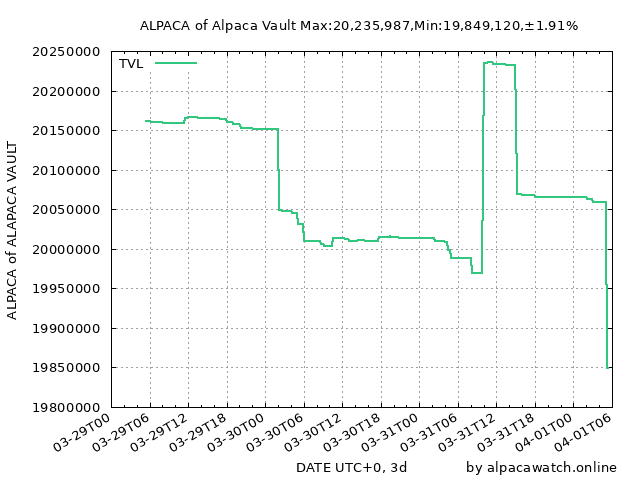 ALPACA of Alpaca Vault Max:20,235,987,Min:19,849,120,±1.91%
TVL
ALPACA of ALAPACA VAULT
20250000
20200000
20150000
20100000
20050000
20000000
19950000
19900000
19850000
19800000
03-29T00
03-29T06
03-29T12
03-29T18
03-30T00
03-30T06
03-30T12
03-30T18
03-31T00
03-31T06
03-31T12
03-31T18
04-01T00
04-01T06
DATE UTC+0, 3d
by alpacawatch.online